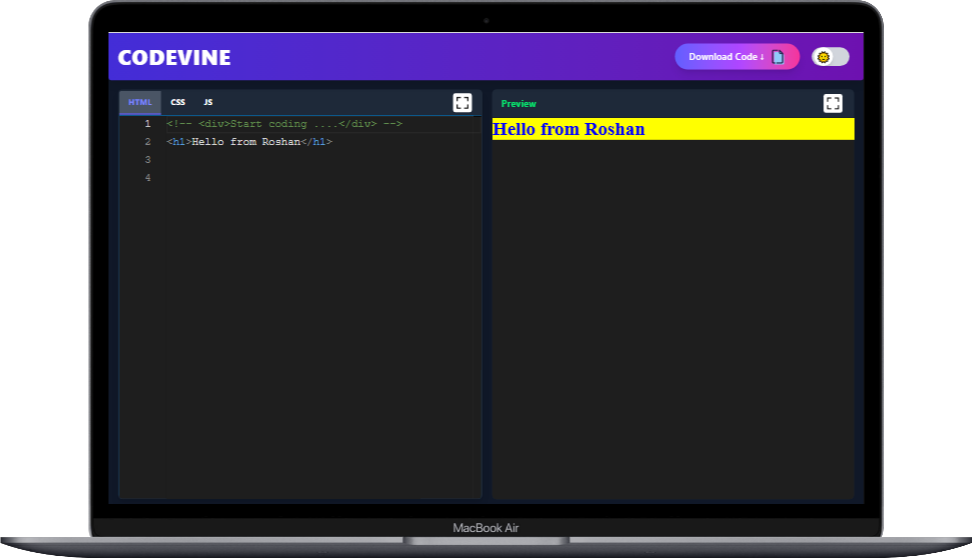 CODEVINE
Download Code ↓
HTML CSS JS
Preview
1 <!-- <div>Start coding ....</div> -->
2 <h1>Hello from Roshan</h1>
3
4
Hello from Roshan
MacBook Air